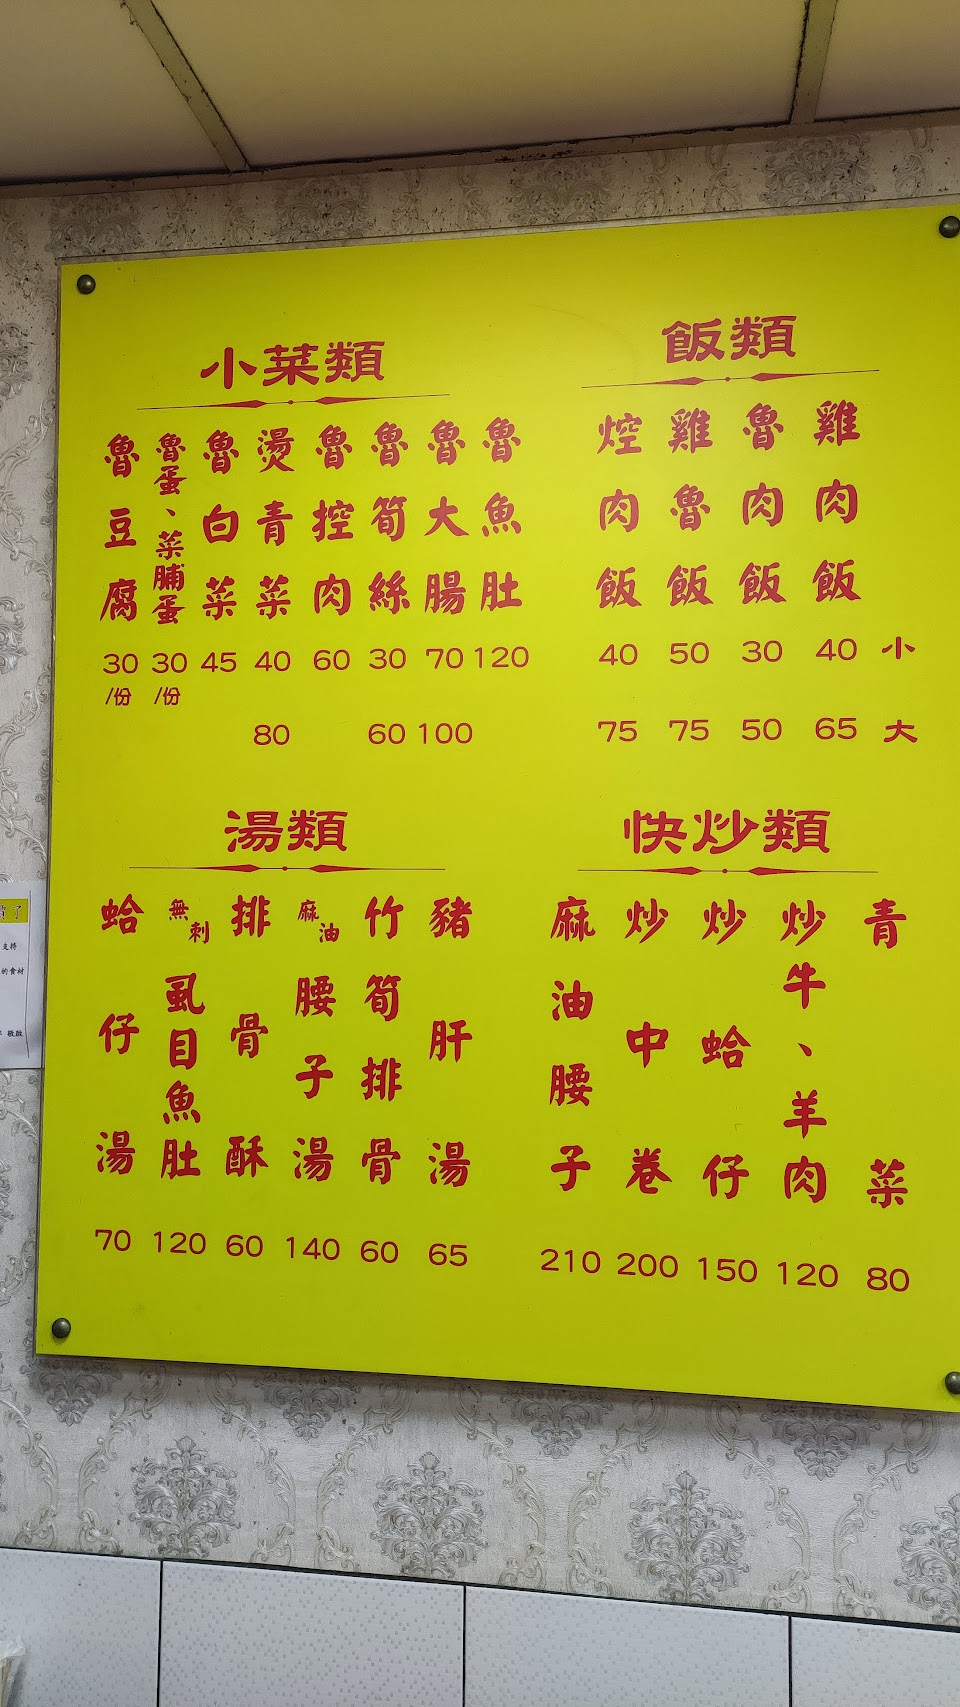 飯類
雞肉飯 40 65
魯肉飯 30 50
雞魯飯 50 75
焢肉飯 40 75
小
大
小菜類
魯魚肚 120
魯大腸 70 100
魯筍絲 30 60
魯控肉 60
燙青菜 40 80
魯白菜 45
魯蛋、菜脯蛋 30/份
魯豆腐 30/份
快炒類
青菜 80
炒牛、羊肉 120
炒蛤仔 150
炒中卷 200
麻油腰子 210
湯類
豬肝湯 65
竹筍排骨 60
麻油腰子湯 140
排骨酥 60
無刺虱目魚肚 120
蛤仔湯 70
支持
的食材